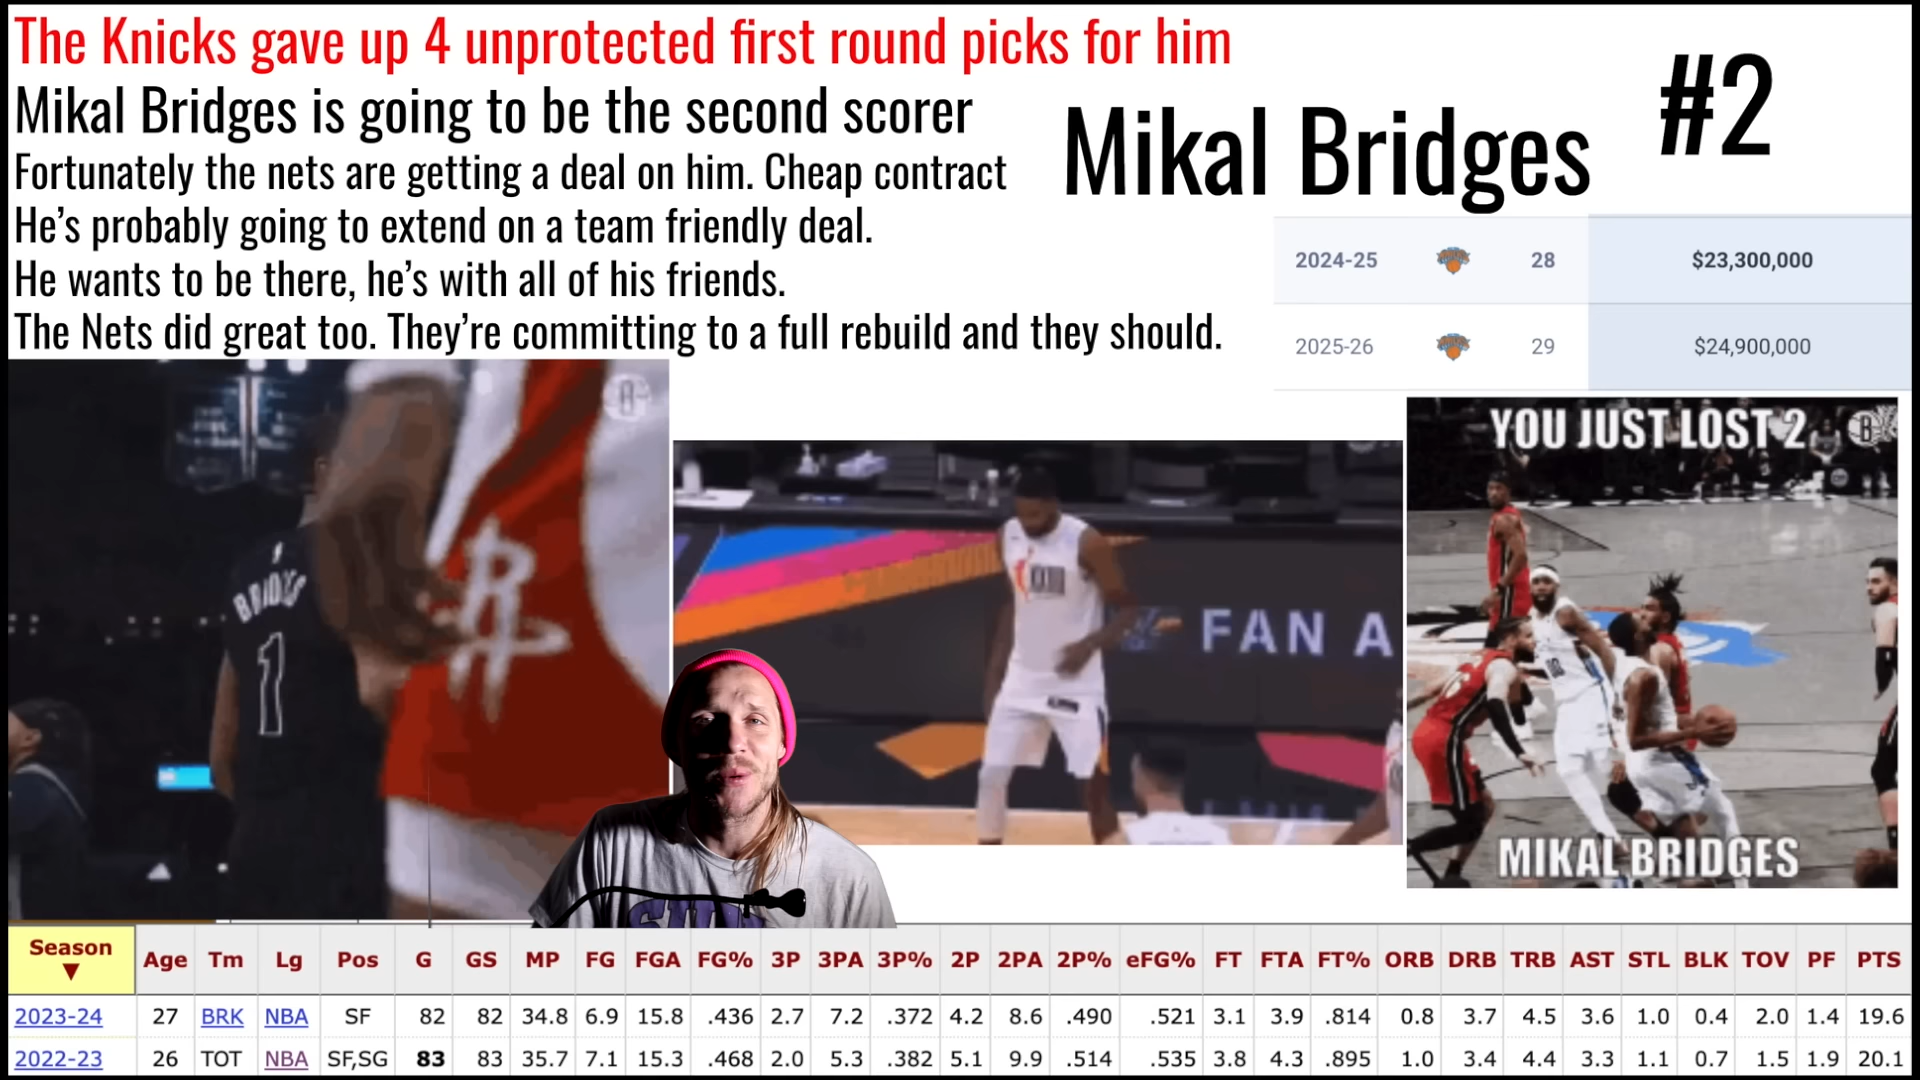 The Knicks gave up 4 unprotected first round picks for him
Mikal Bridges is going to be the second scorer
Fortunately the nets are getting a deal on him. Cheap contract
He's probably going to extend on a team friendly deal.
He wants to be there, he's with all of his friends.
The Nets did great too. They're committing to a full rebuild and they should.
Mikal Bridges
#2
2024-25 28 $23,300,000
2025-26 29 $24,900,000
BRIDGES
1
R
FAN A
YOU JUST LOST 2
B
MIKAL BRIDGES
Season ▼ Age Tm Lg Pos G GS MP FG FGA FG% 3P 3PA 3P% 2P 2PA 2P% eFG% FT FTA FT% ORB DRB TRB AST STL BLK TOV PF PTS
2023-24 27 BRK NBA SF 82 82 34.8 6.9 15.8 .436 2.7 7.2 .372 4.2 8.6 .490 .521 3.1 3.9 .814 0.8 3.7 4.5 3.6 1.0 0.4 2.0 1.4 19.6
2022-23 26 TOT NBA SF,SG 83 83 35.7 7.1 15.3 .468 2.0 5.3 .382 5.1 9.9 .514 .535 3.8 4.3 .895 1.0 3.4 4.4 3.3 1.1 0.7 1.5 1.9 20.1